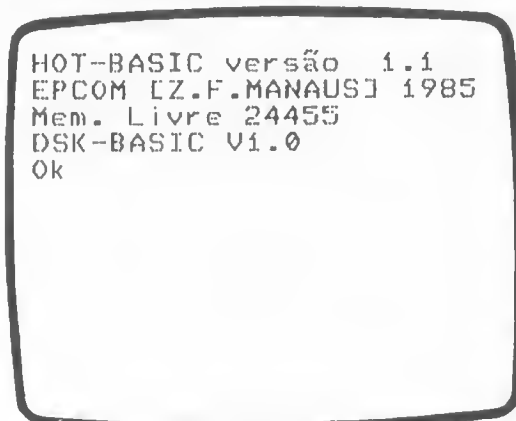 HOT-BASIC versão 1.1
EPCOM [Z.F.MANAUS] 1985
Mem. Livre 24455
DSK-BASIC V1.0
Ok